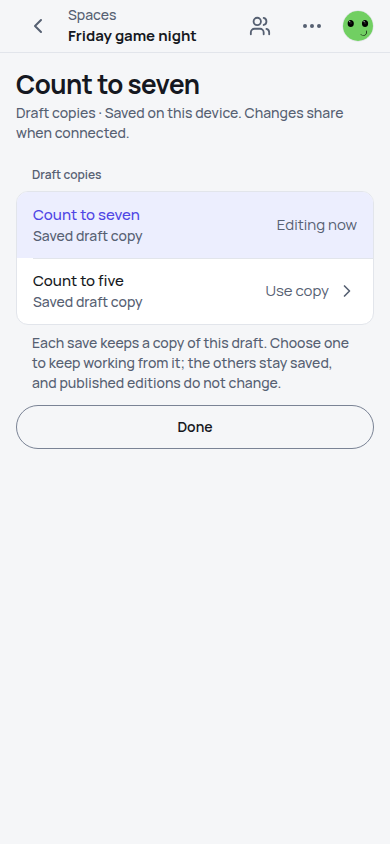 Spaces
Friday game night
Count to seven
Draft copies · Saved on this device. Changes share
when connected.
Draft copies
Count to seven
Saved draft copy
Editing now
Count to five
Saved draft copy
Use copy
Each save keeps a copy of this draft. Choose one
to keep working from it; the others stay saved,
and published editions do not change.
Done